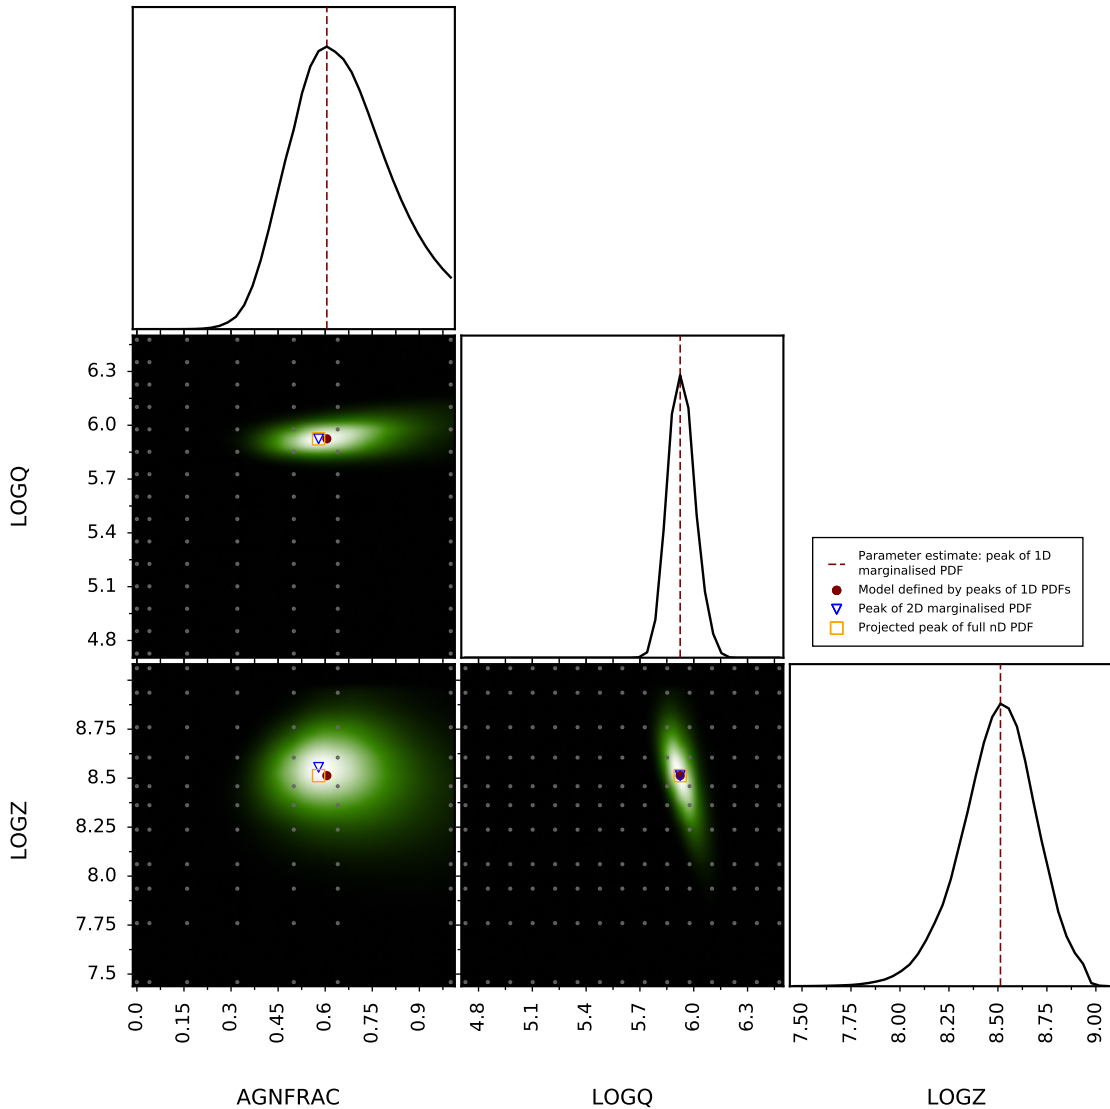 6.3
6.0
5.7
5.4
5.1
4.8
LOGQ
Parameter estimate: peak of 1D
marginalised PDF
Model defined by peaks of 1D PDFs
Peak of 2D marginalised PDF
Projected peak of full nD PDF
8.75
8.5
8.25
8.0
7.75
7.5
LOGZ
0.0 0.15 0.3 0.45 0.6 0.75 0.9
4.8 5.1 5.4 5.7 6.0 6.3
7.50 7.75 8.00 8.25 8.50 8.75 9.00
AGNFRAC LOGQ LOGZ